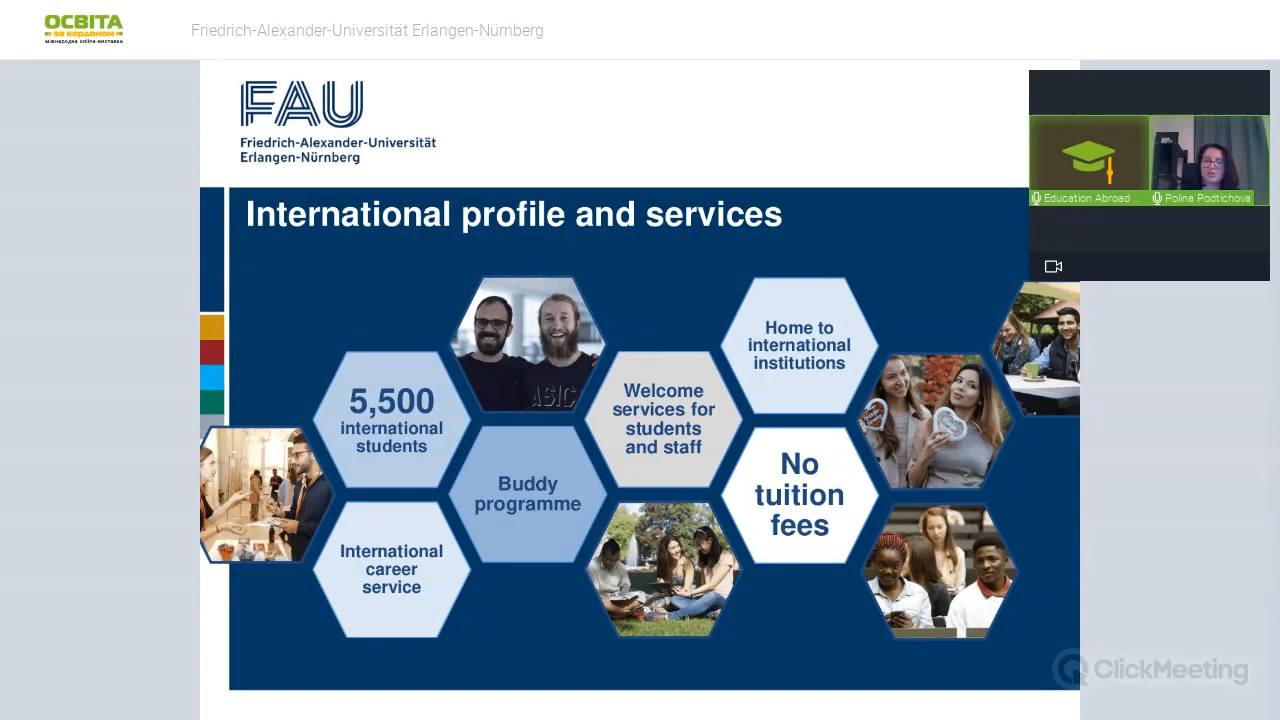 ОСВІТА
ЗА КОРДОНОМ
міжнародна online-виставка
Friedrich-Alexander-Universität Erlangen-Nürnberg
FAU
Friedrich-Alexander-Universität
Erlangen-Nürnberg
Education Abroad ...
Polina Podtichova
International profile and services
5,500
international
students
International
career
service
ASIC
Buddy
programme
Welcome
services for
students
and staff
Home to
international
institutions
No
tuition
fees
ClickMeeting